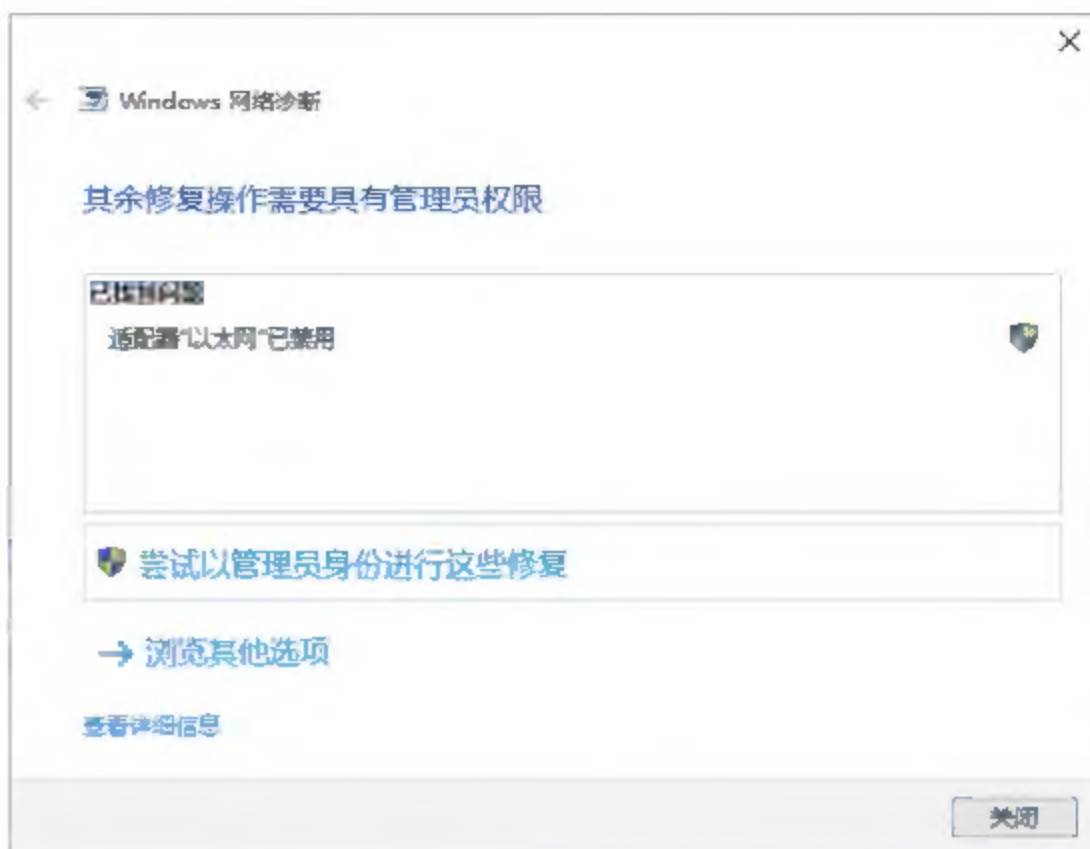 Windows 网络诊断
其余修复操作需要具有管理员权限
已找到问题
适配器"以太网"已禁用
尝试以管理员身份进行这些修复
浏览其他选项
查看详细信息
关闭